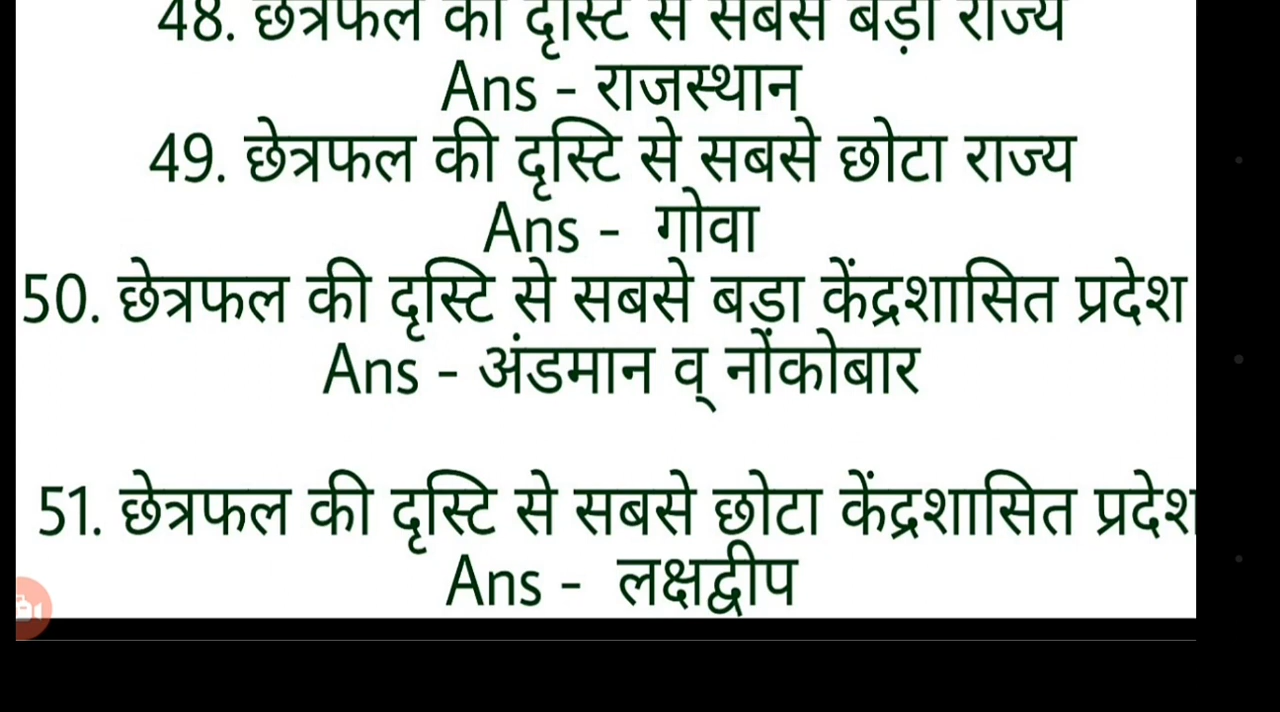 48. छेत्रफल की दृस्टि से सबसे बड़ा राज्य
Ans - राजस्थान
49. छेत्रफल की दृस्टि से सबसे छोटा राज्य
Ans - गोवा
50. छेत्रफल की दृस्टि से सबसे बडा केंद्रशासित प्रदेश
Ans - अंडमान व् नोंकोबार
51. छेत्रफल की दृस्टि से सबसे छोटा केंद्रशासित प्रदेश
Ans - लक्षद्वीप